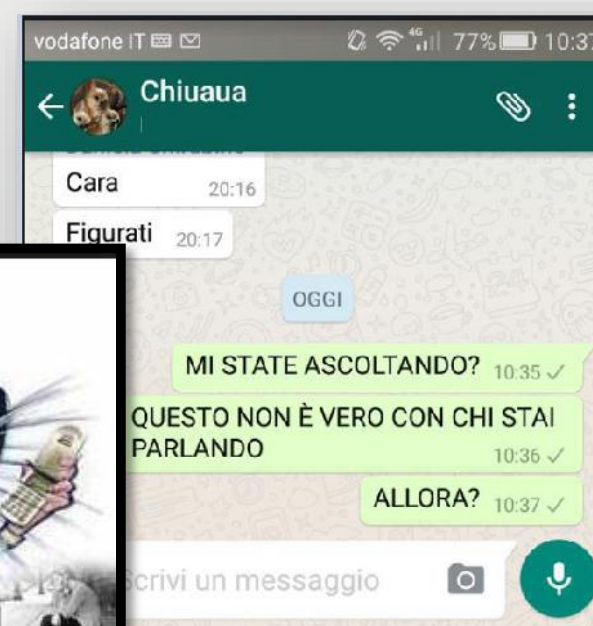 vodafone IT 77% 10:37
Chiuaua
Cara 20:16
Figurati 20:17
OGGI
MI STATE ASCOLTANDO? 10:35
QUESTO NON È VERO CON CHI STAI
PARLANDO 10:36
ALLORA? 10:37
Scrivi un messaggio